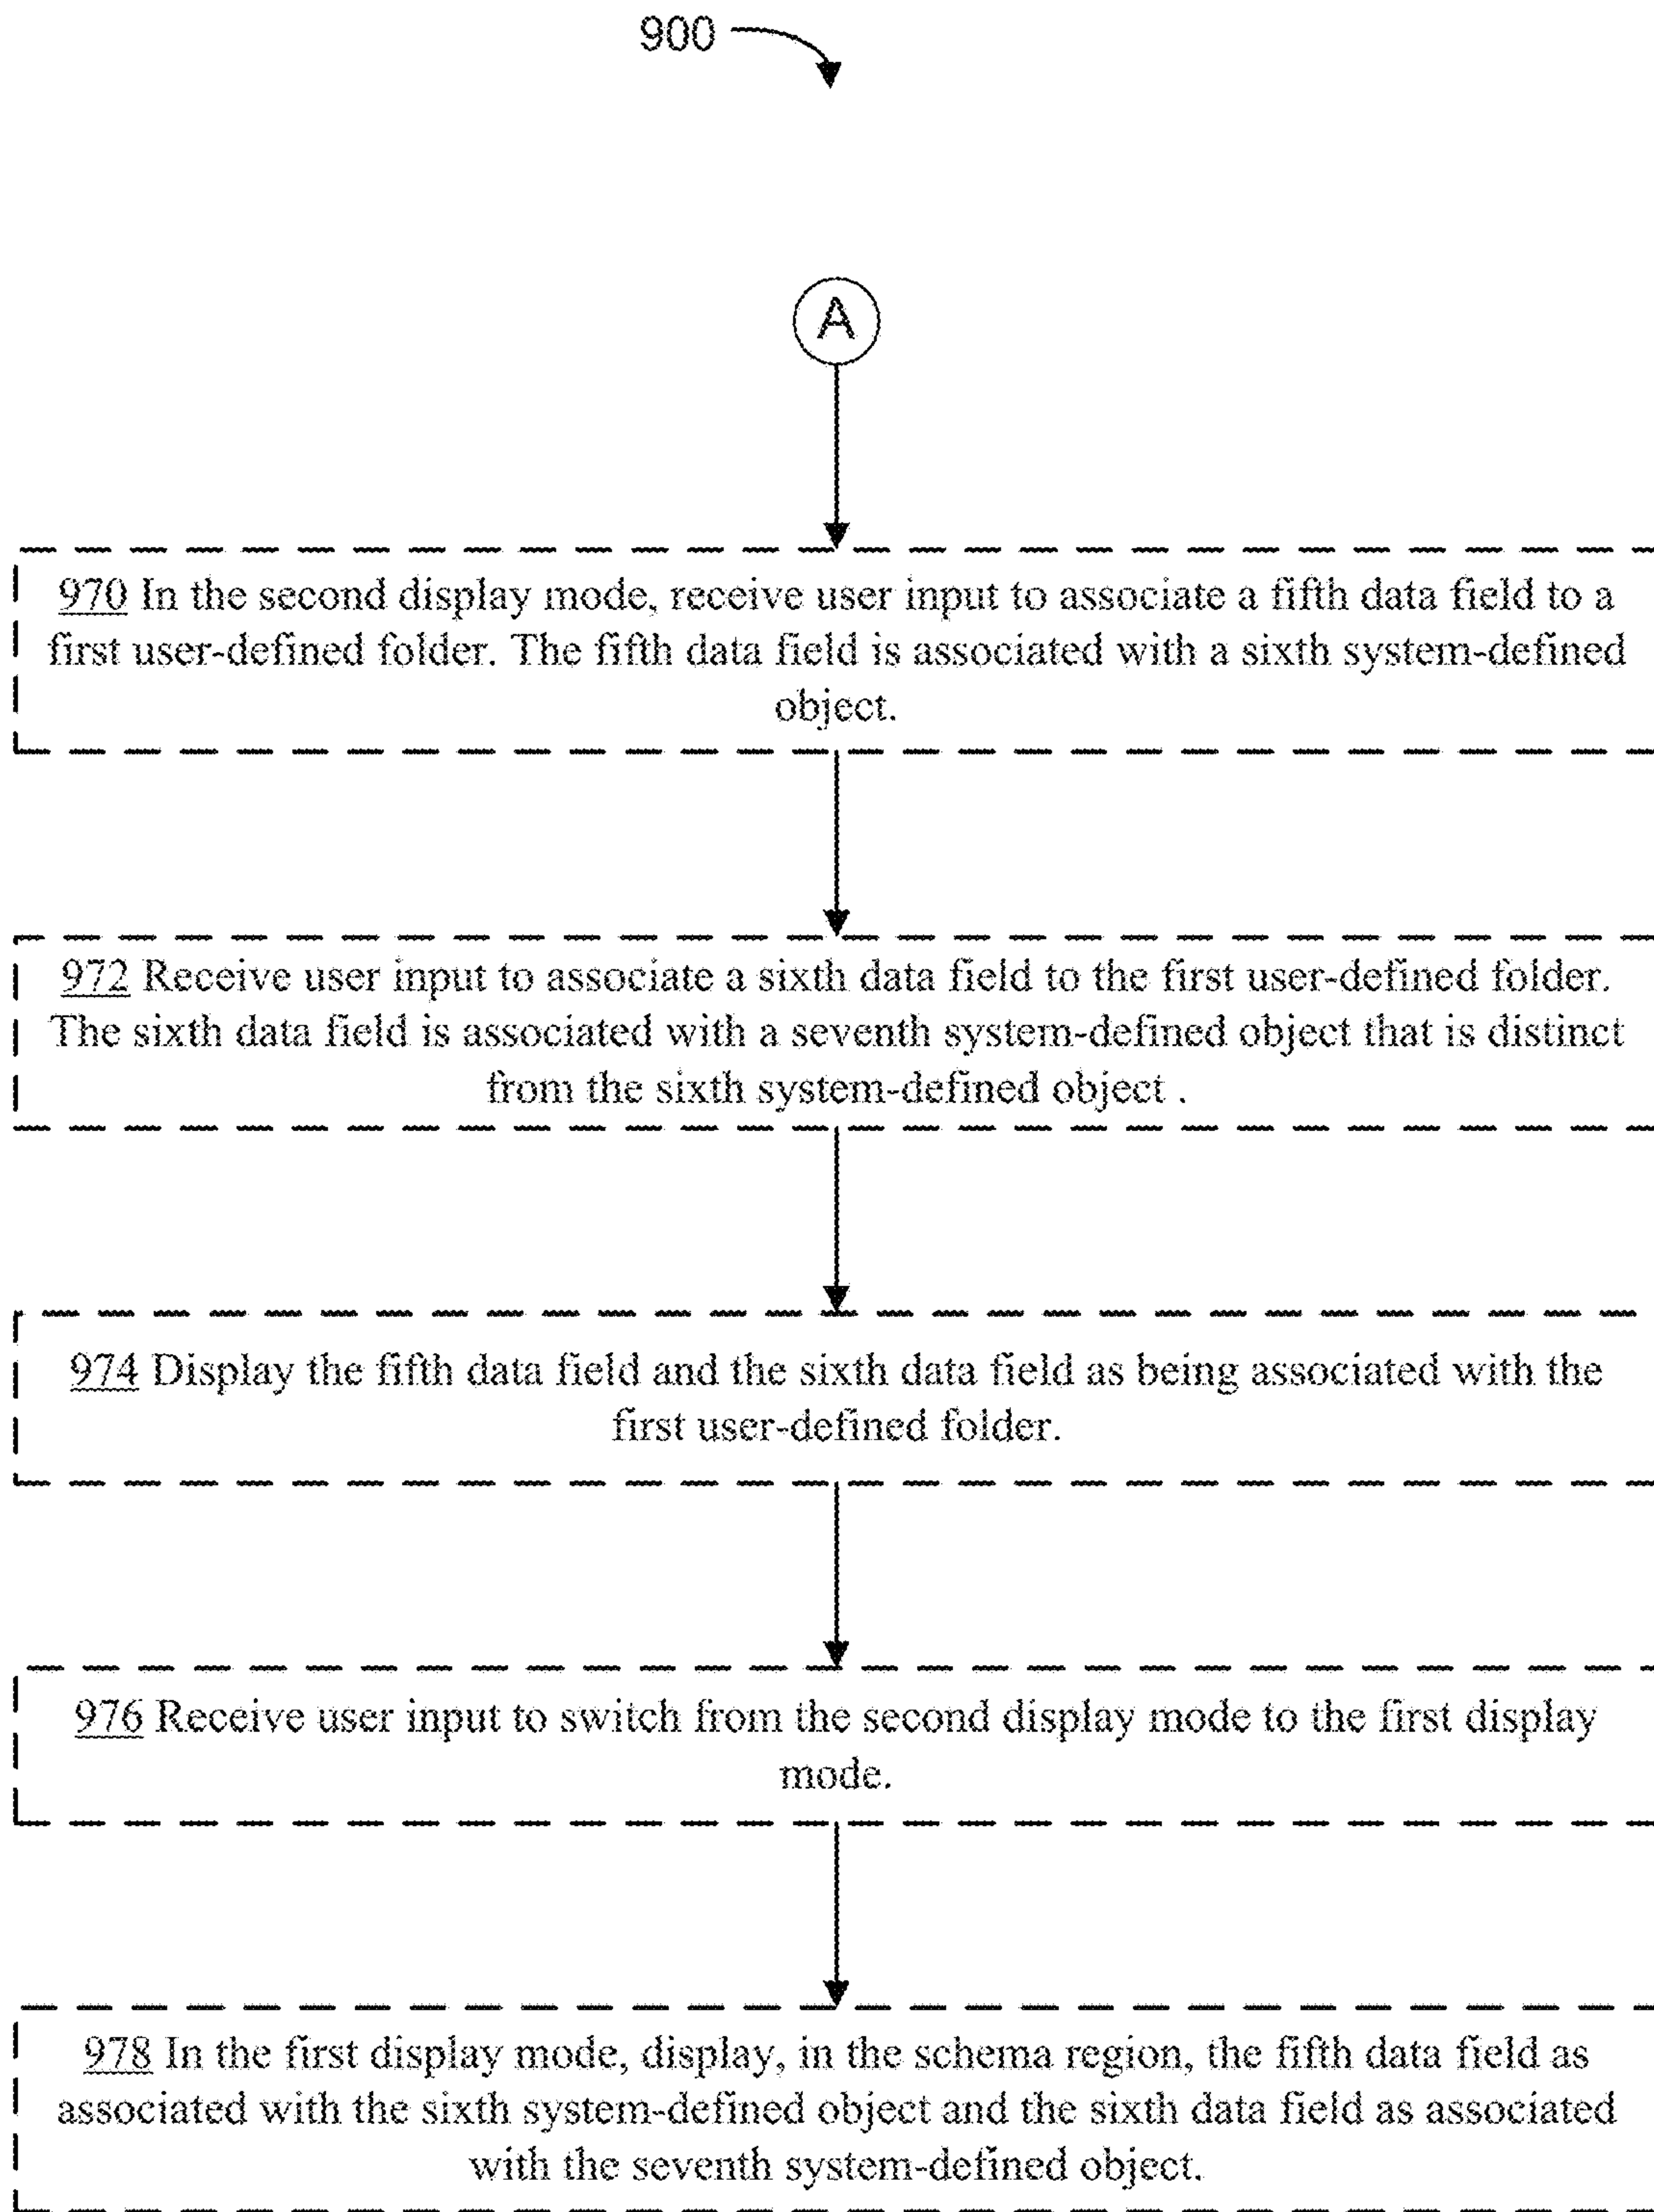 900
A
970 In the second display mode, receive user input to associate a fifth data field to a
first user-defined folder. The fifth data field is associated with a sixth system-defined
object.
972 Receive user input to associate a sixth data field to the first user-defined folder.
The sixth data field is associated with a seventh system-defined object that is distinct
from the sixth system-defined object .
974 Display the fifth data field and the sixth data field as being associated with the
first user-defined folder.
976 Receive user input to switch from the second display mode to the first display
mode.
978 In the first display mode, display, in the schema region, the fifth data field as
associated with the sixth system-defined object and the sixth data field as associated
with the seventh system-defined object.